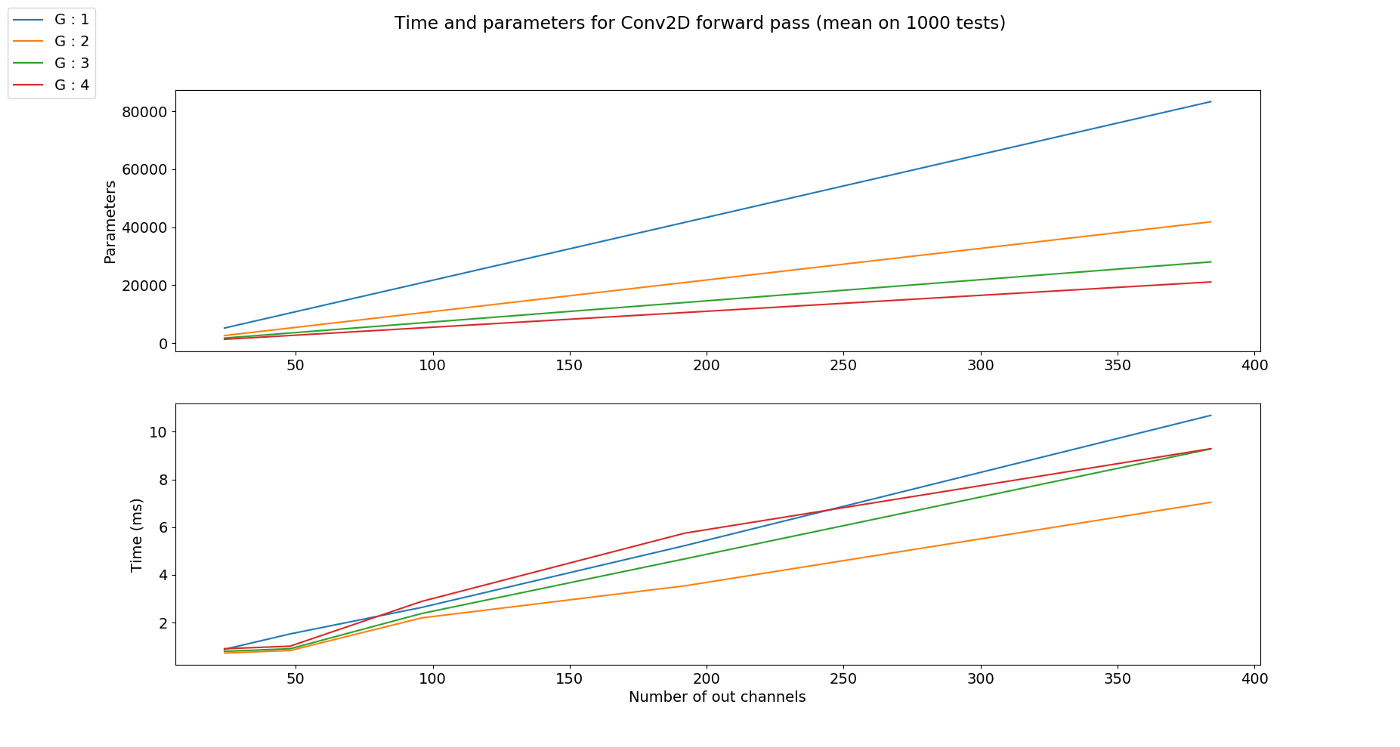 G : 1
G : 2
G : 3
G : 4
Time and parameters for Conv2D forward pass (mean on 1000 tests)
Parameters
80000
60000
40000
20000
0
50 100 150 200 250 300 350 400
Time (ms)
10
8
6
4
2
50 100 150 200 250 300 350 400
Number of out channels